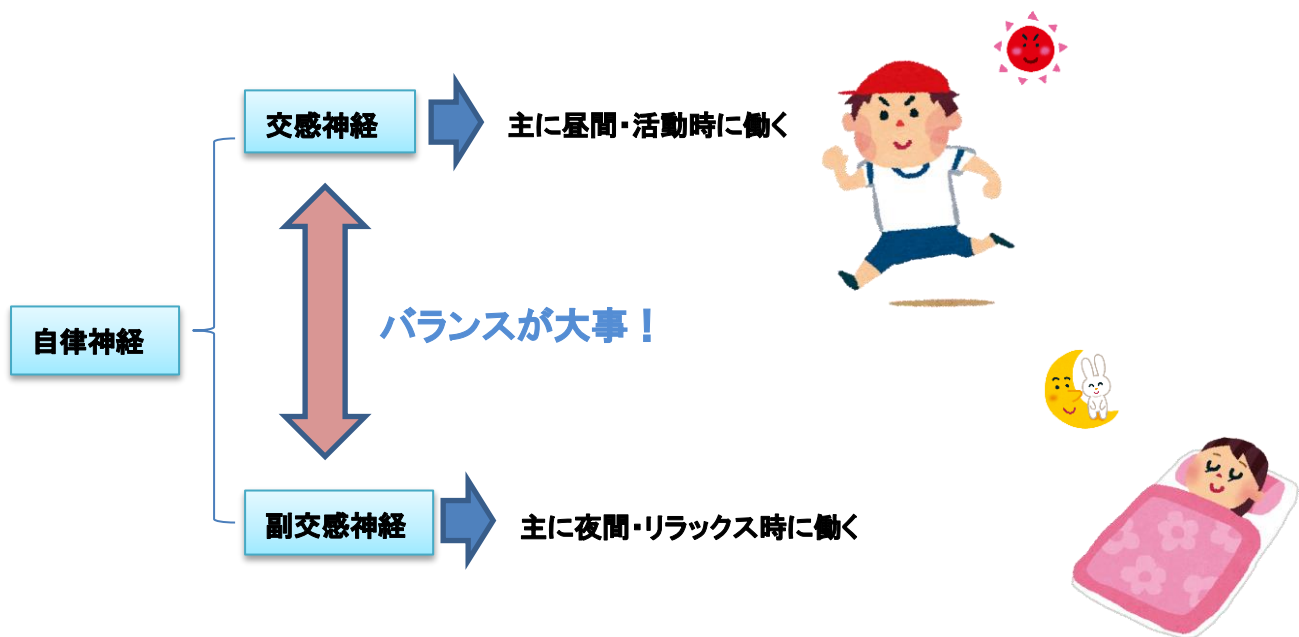 交感神経
主に昼間・活動時に働く
自律神経
バランスが大事！
副交感神経
主に夜間・リラックス時に働く